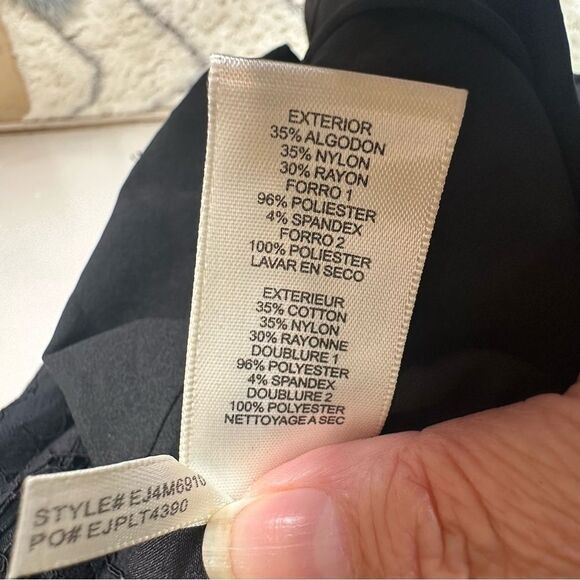 EXTERIOR
35% ALGODON
35% NYLON
30% RAYON
FORRO 1
96% POLIESTER
4% SPANDEX
FORRO 2
100% POLIESTER
LAVAR EN SECO
EXTERIEUR
35% COTTON
35% NYLON
30% RAYONNE
DOUBLURE 1
96% POLYESTER
4% SPANDEX
DOUBLURE 2
100% POLYESTER
NETTOYAGE A SEC
STYLE# EJ4M6910
PO# EJPLT4390